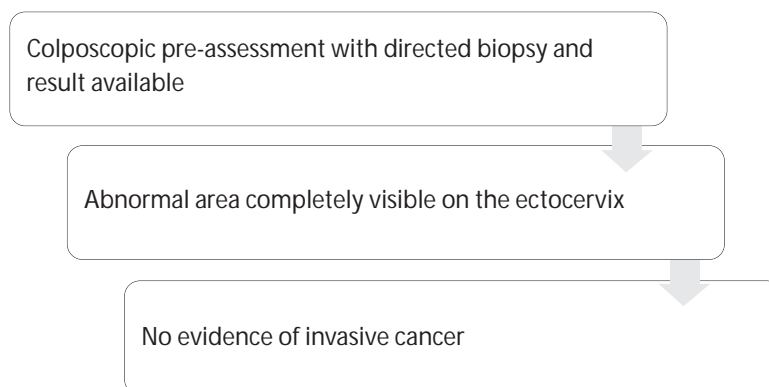 Colposcopic pre-assessment with directed biopsy and
result available
Abnormal area completely visible on the ectocervix
No evidence of invasive cancer